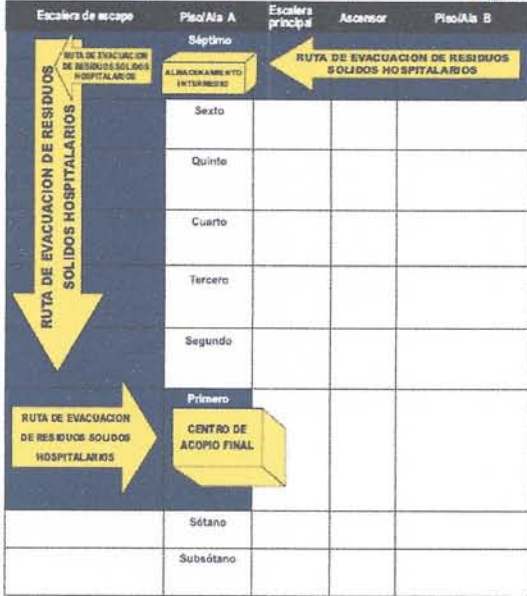 Escalera de escape Piso/Ala A Escalera principal Ascensor Piso/Ala B
Séptimo
RUTA DE EVACUACION
DE RESIDUOS SOLIDOS
HOSPITALARIOS
ALMACENAMIENTO
INTERMEDIO
RUTA DE EVACUACION DE RESIDUOS
SOLIDOS HOSPITALARIOS
RUTA DE EVACUACION DE RESIDUOS
SOLIDOS HOSPITALARIOS
Sexto
Quinto
Cuarto
Tercero
Segundo
Primero
RUTA DE EVACUACION
DE RESIDUOS SOLIDOS
HOSPITALARIOS
CENTRO DE
ACOPIO FINAL
Sótano
Subsótano